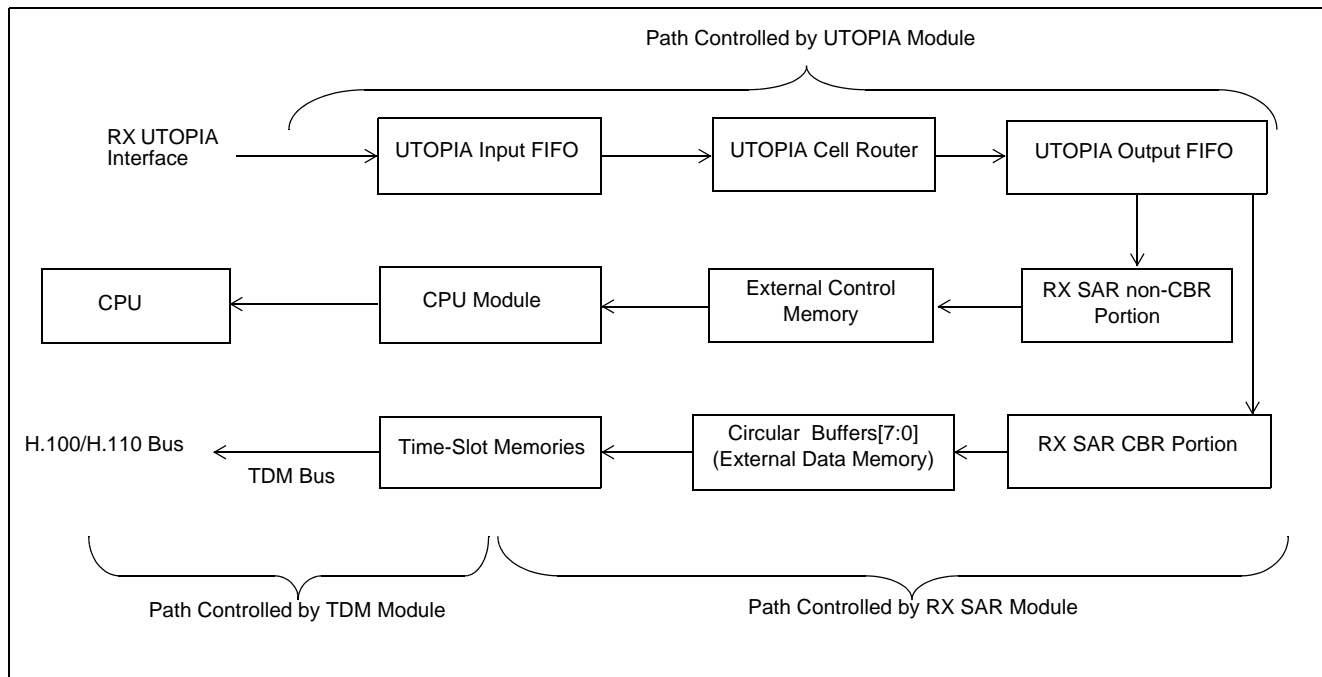 Path Controlled by UTOPIA Module
RX UTOPIA
Interface
UTOPIA Input FIFO
UTOPIA Cell Router
UTOPIA Output FIFO
CPU
CPU Module
External Control
Memory
RX SAR non-CBR
Portion
H.100/H.110 Bus
TDM Bus
Time-Slot Memories
Circular Buffers[7:0]
(External Data Memory)
RX SAR CBR Portion
Path Controlled by TDM Module
Path Controlled by RX SAR Module